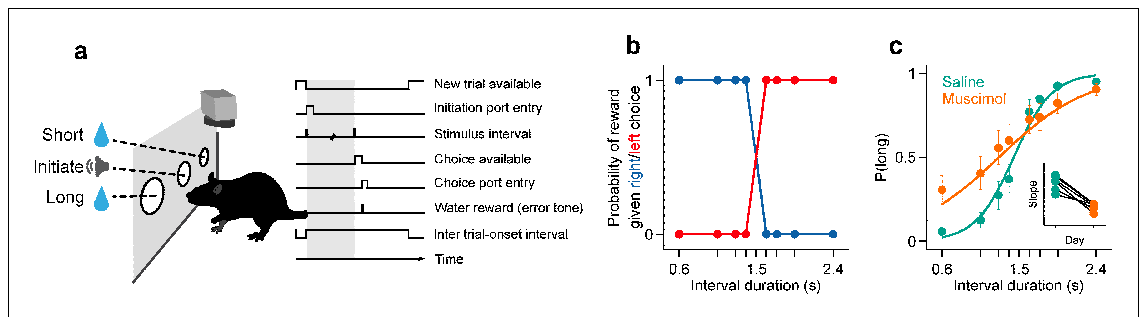 a
Short
Initiate
Long
New trial available
Initiation port entry
Stimulus interval
Choice available
Choice port entry
Water reward (error tone)
Inter trial-onset interval
Time
b
Probability of reward
given right/left choice
1
0
0.6
1.5
2.4
Interval duration (s)
c
Saline
Muscimol
P(long)
1
0.5
0
0.6
1.5
2.4
Interval duration (s)
Slope
Day